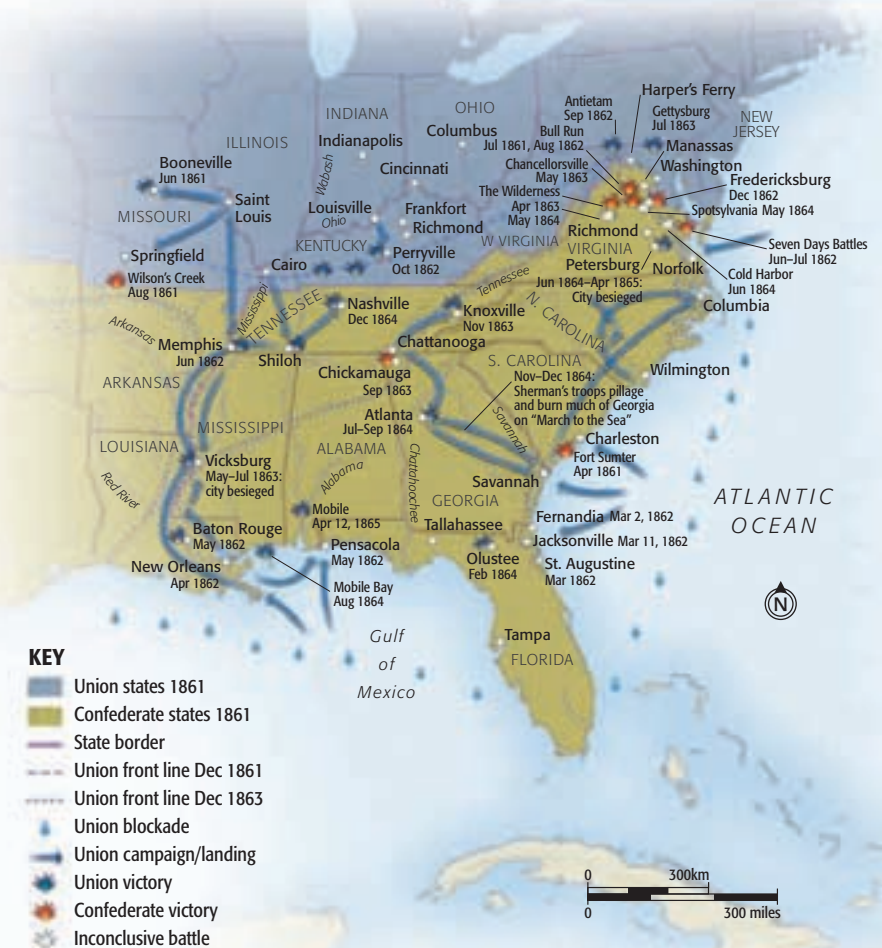 Harper's Ferry
Antietam
Sep 1862
Gettysburg
Jul 1863
NEW
JERSEY
OHIO
INDIANA
Columbus
Bull Run
Jul 1861, Aug 1862
Manassas
ILLINOIS
Indianapolis
Washington
Booneville
Jun 1861
Wabash
Cincinnati
Chancellorsville
May 1863
Fredericksburg
Dec 1862
The Wilderness
Apr 1863
May 1864
Spotsylvania May 1864
MISSOURI
Saint
Louis
Louisville
Ohio
Frankfort
Richmond
Richmond
W VIRGINIA
VIRGINIA
Seven Days Battles
Jun–Jul 1862
KENTUCKY
Perryville
Oct 1862
Springfield
Cairo
Petersburg
Jun 1864–Apr 1865:
City besieged
Norfolk
Cold Harbor
Jun 1864
Wilson's Creek
Aug 1861
Tennessee
Mississippi
TENNESSEE
Nashville
Dec 1864
Knoxville
Nov 1863
N. CAROLINA
Columbia
Arkansas
Memphis
Jun 1862
Shiloh
Chattanooga
Chickamauga
Sep 1863
S. CAROLINA
Wilmington
ARKANSAS
Nov–Dec 1864:
Sherman's troops pillage
and burn much of Georgia
on "March to the Sea"
Atlanta
Jul–Sep 1864
Savannah
MISSISSIPPI
Charleston
Fort Sumter
Apr 1861
LOUISIANA
ALABAMA
Vicksburg
May–Jul 1863:
city besieged
Alabama
Chattahoochee
Savannah
Red River
GEORGIA
ATLANTIC
OCEAN
Mobile
Apr 12, 1865
Fernandia Mar 2, 1862
Baton Rouge
May 1862
Tallahassee
Jacksonville Mar 11, 1862
Pensacola
May 1862
New Orleans
Apr 1862
Olustee
Feb 1864
St. Augustine
Mar 1862
Mobile Bay
Aug 1864
N
Gulf
of
Mexico
Tampa
FLORIDA
KEY
Union states 1861
Confederate states 1861
State border
Union front line Dec 1861
Union front line Dec 1863
Union blockade
Union campaign/landing
Union victory
Confederate victory
Inconclusive battle
0 300km
0 300 miles